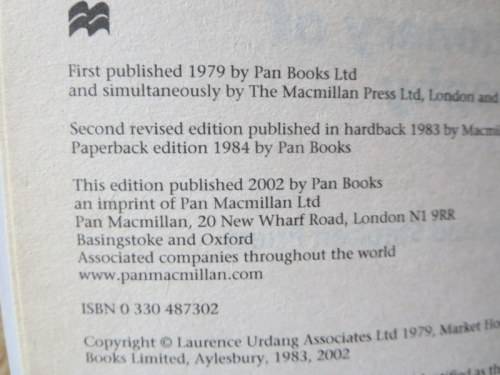 First published 1979 by Pan Books Ltd
and simultaneously by The Macmillan Press Ltd, London and
Second revised edition published in hardback 1983 by
Paperback edition 1984 by Pan Books
This edition published 2002 by Pan Books
an imprint of Pan Macmillan Ltd
Pan Macmillan, 20 New Wharf Road, London N1 9RR
Basingstoke and Oxford
Associated companies throughout the world
www.panmacmillan.com
ISBN 0 330 487302
Copyright © Laurence Urdang Associates Ltd 1979, Market
Books Limited, Aylesbury, 1983, 2002